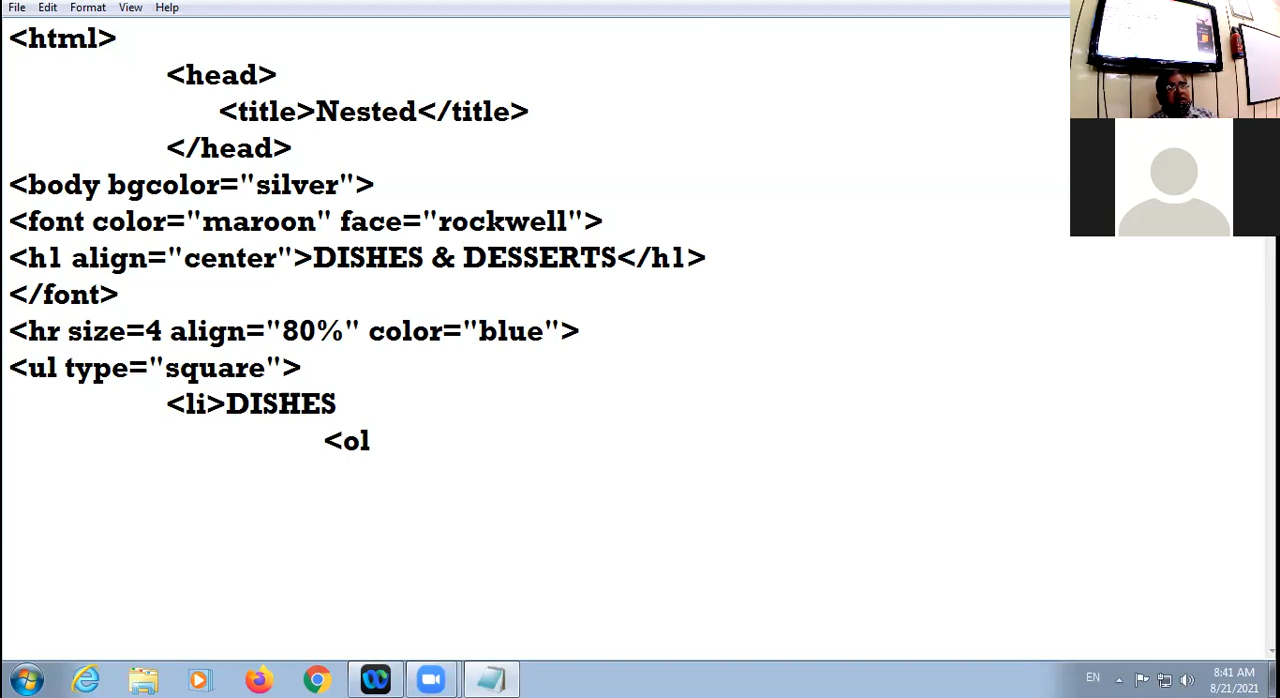 File Edit Format View Help
<html>
<head>
<title>Nested</title>
</head>
<body bgcolor="silver">
<font color="maroon" face="rockwell">
<h1 align="center">DISHES & DESSERTS</h1>
</font>
<hr size=4 align="80%" color="blue">
<ul type="square">
<li>DISHES
<ol
EN
8:41 AM
8/21/2021